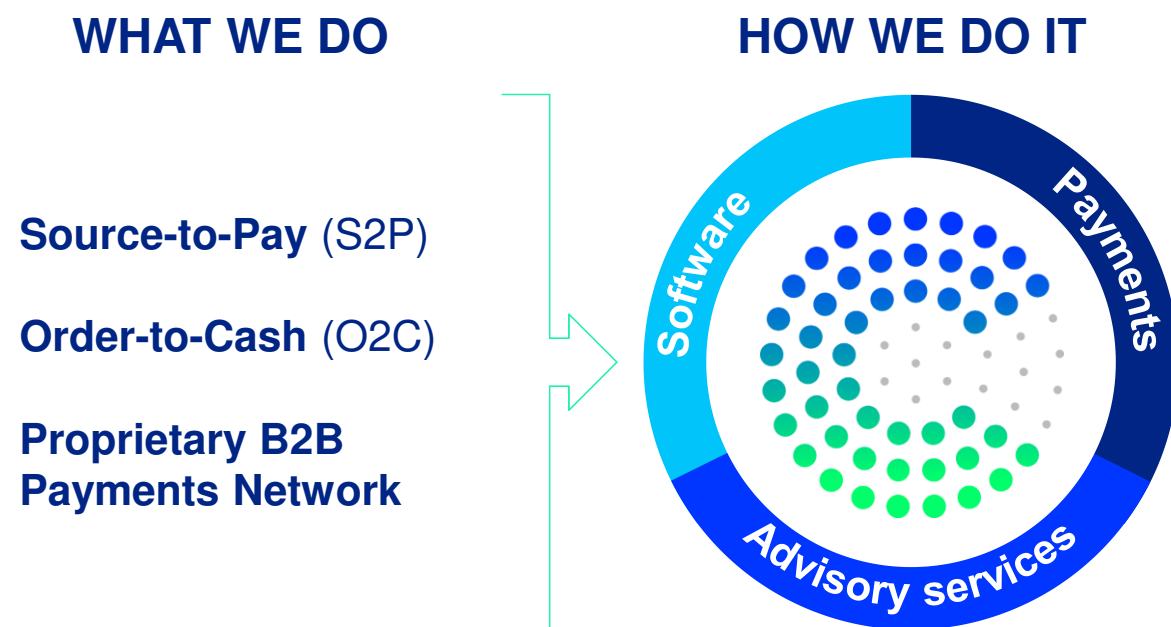 WHAT WE DO
Source-to-Pay (S2P)
Order-to-Cash (O2C)
Proprietary B2B
Payments Network
HOW WE DO IT
Software
Payments
Advisory services